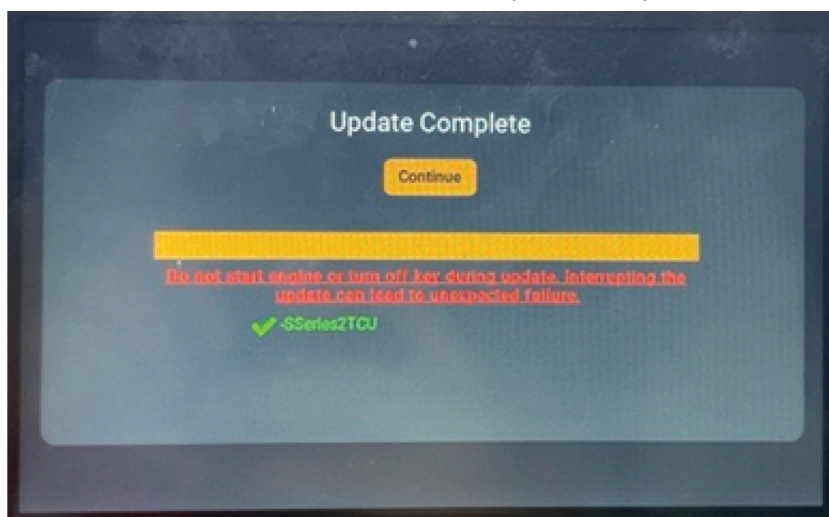 Update Complete
Continue
Do not start engine or turn off key during update. Interrupting the
update can lead to unexpected failure.
-SSeries2TCU